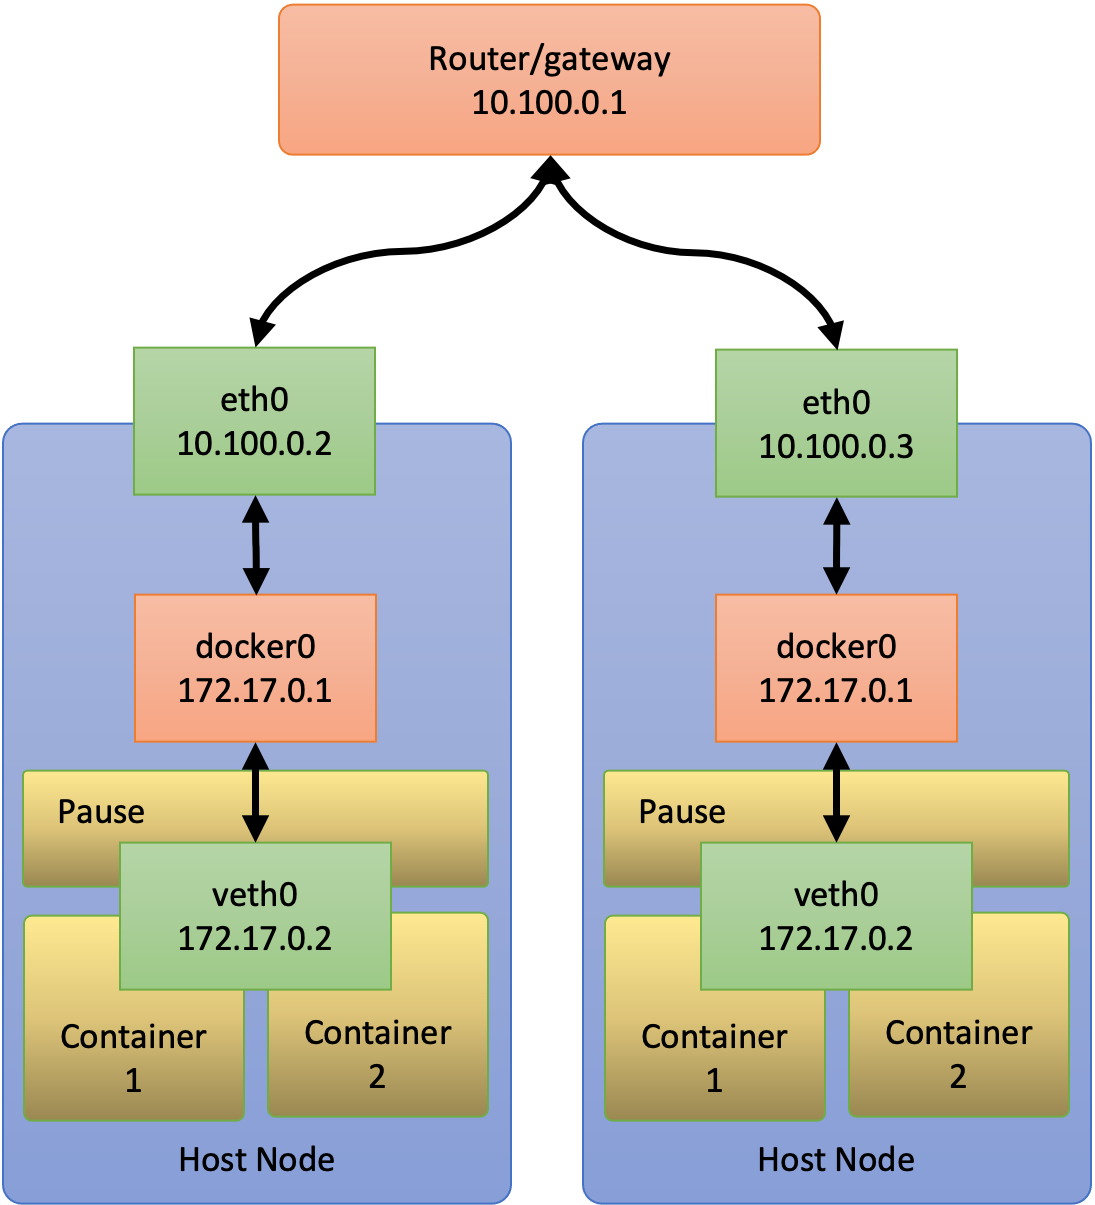 Router/gateway
10.100.0.1
eth0
10.100.0.2
docker0
172.17.0.1
Pause
veth0
172.17.0.2
Container
1
Container
2
Host Node
eth0
10.100.0.3
docker0
172.17.0.1
Pause
veth0
172.17.0.2
Container
1
Container
2
Host Node